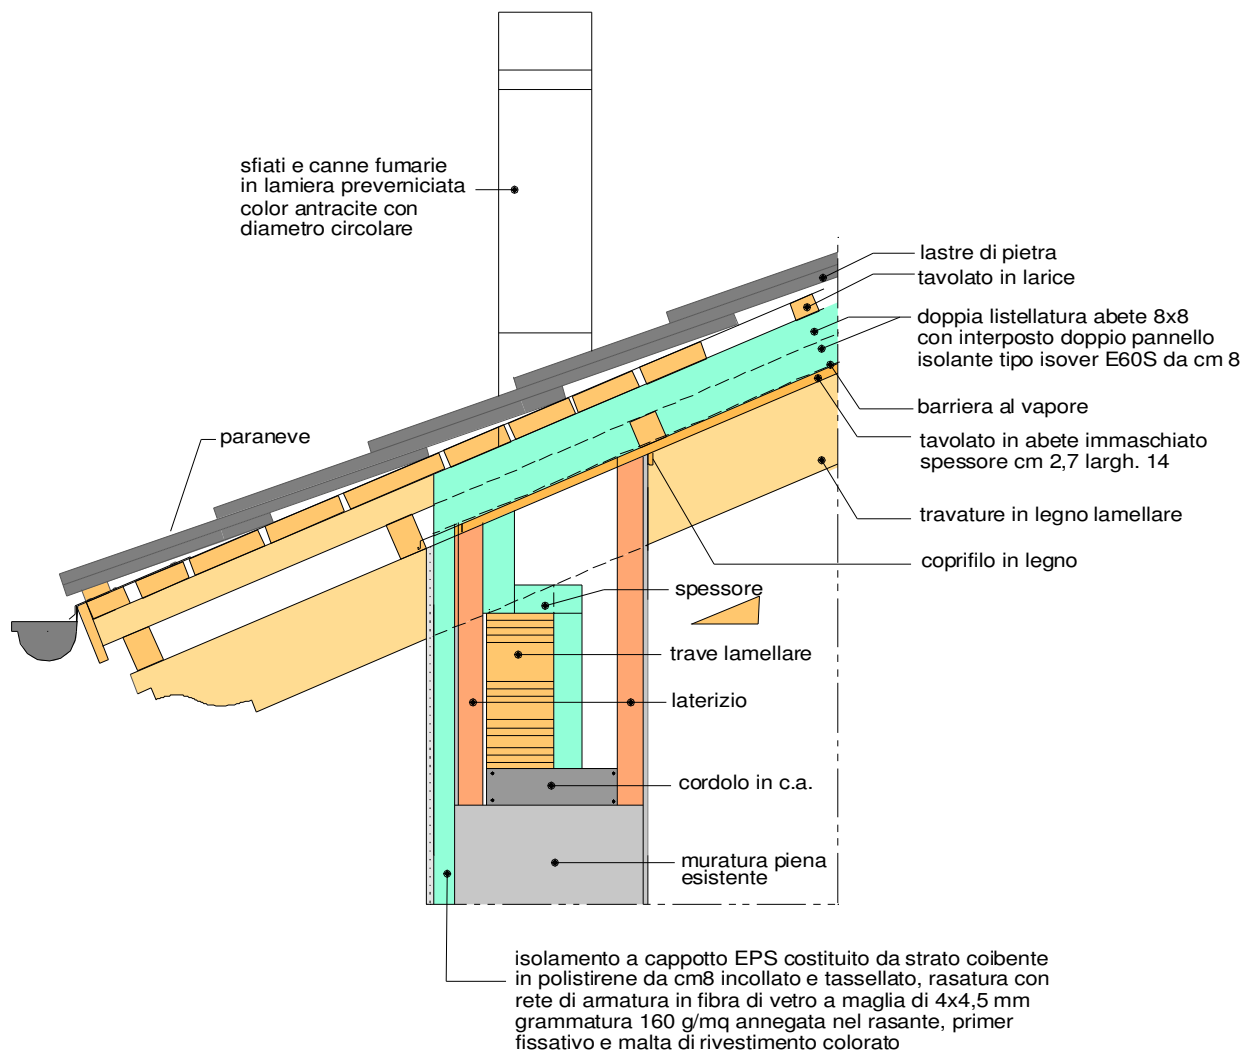 sfiati e canne fumarie
in lamiera preverniciata
color antracite con
diametro circolare
lastre di pietra
tavolato in larice
doppia listellatura abete 8x8
con interposto doppio pannello
isolante tipo isover E60S da cm 8
barriera al vapore
paraneve
tavolato in abete immaschiato
spessore cm 2,7 largh. 14
travature in legno lamellare
coprifilo in legno
spessore
trave lamellare
laterizio
cordolo in c.a.
muratura piena
esistente
isolamento a cappotto EPS costituito da strato coibente
in polistirene da cm8 incollato e tassellato, rasatura con
rete di armatura in fibra di vetro a maglia di 4x4,5 mm
grammatura 160 g/mq annegata nel rasante, primer
fissativo e malta di rivestimento colorato